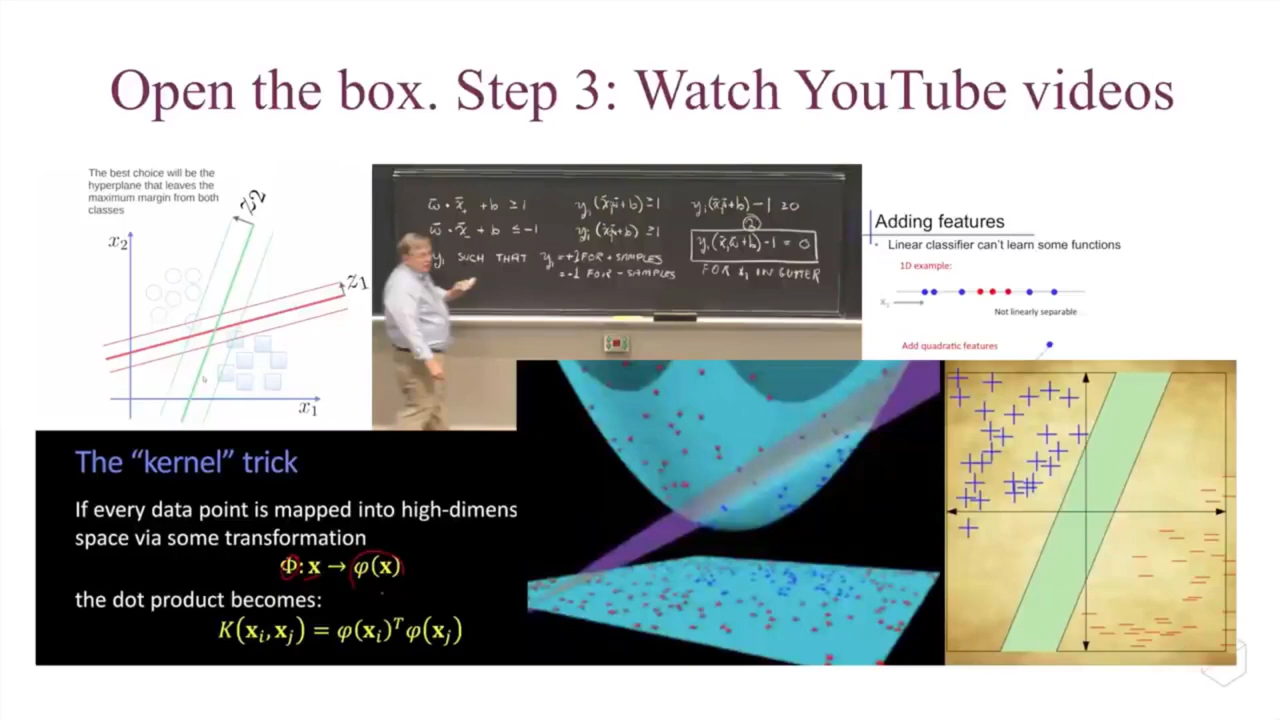 Open the box. Step 3: Watch YouTube videos
The best choice will be the
hyperplane that leaves the
maximum margin from both
classes
x₂
Z2
Z1
x₁
w̄ · x̄₊ + b ≥ 1
w̄ · x̄₋ + b ≤ -1
yᵢ SUCH THAT yᵢ = +1 FOR + SAMPLES
= -1 FOR - SAMPLES
+b) ≥ 1
+b) ≥ 1
+b) - 1 ≥ 0
②
+b) - 1 = 0
FOR xᵢ IN GUTTER
Adding features
• Linear classifier can't learn some functions
1D example:
x₁
Not linearly separable
Add quadratic features
The “kernel” trick
If every data point is mapped into high-dimens
space via some transformation
Φ: x → φ(x)
the dot product becomes:
K(xᵢ, xⱼ) = φ(xᵢ)ᵀφ(xⱼ)